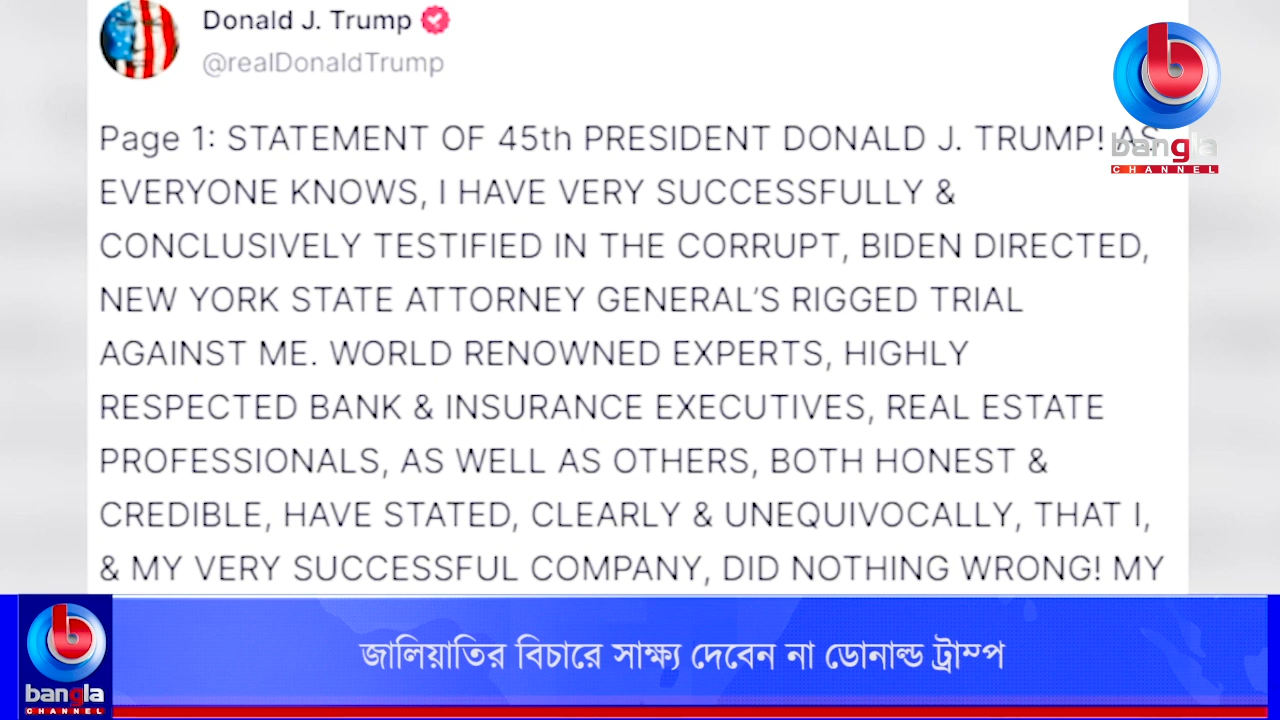 Donald J. Trump
@realDonaldTrump
Page 1: STATEMENT OF 45th PRESIDENT DONALD J. TRUMP! AS
EVERYONE KNOWS, I HAVE VERY SUCCESSFULLY &
CONCLUSIVELY TESTIFIED IN THE CORRUPT, BIDEN DIRECTED,
NEW YORK STATE ATTORNEY GENERAL’S RIGGED TRIAL
AGAINST ME. WORLD RENOWNED EXPERTS, HIGHLY
RESPECTED BANK & INSURANCE EXECUTIVES, REAL ESTATE
PROFESSIONALS, AS WELL AS OTHERS, BOTH HONEST &
CREDIBLE, HAVE STATED, CLEARLY & UNEQUIVOCALLY, THAT I,
& MY VERY SUCCESSFUL COMPANY, DID NOTHING WRONG! MY
bangla
CHANNEL
জালিয়াতির বিচারে সাক্ষ্য দেবেন না ডোনাল্ড ট্রাম্প
bangla
CHANNEL